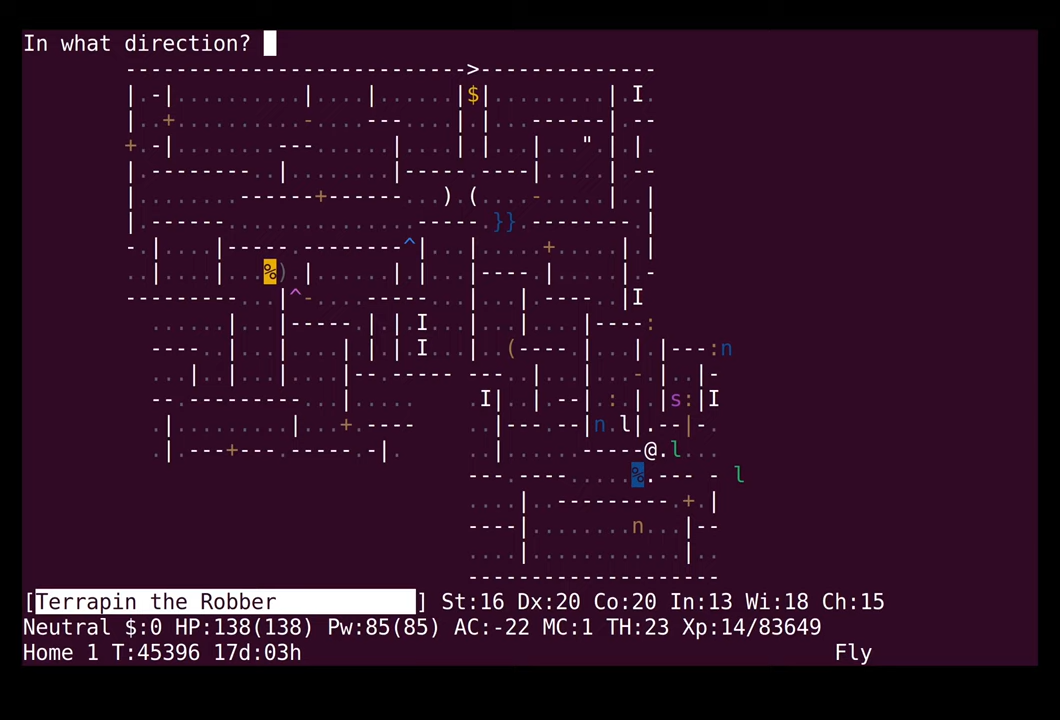 In what direction?
[Terrapin the Robber] St:16 Dx:20 Co:20 In:13 Wi:18 Ch:15
Neutral $:0 HP:138(138) Pw:85(85) AC:-22 MC:1 TH:23 Xp:14/83649
Home 1 T:45396 17d:03h Fly